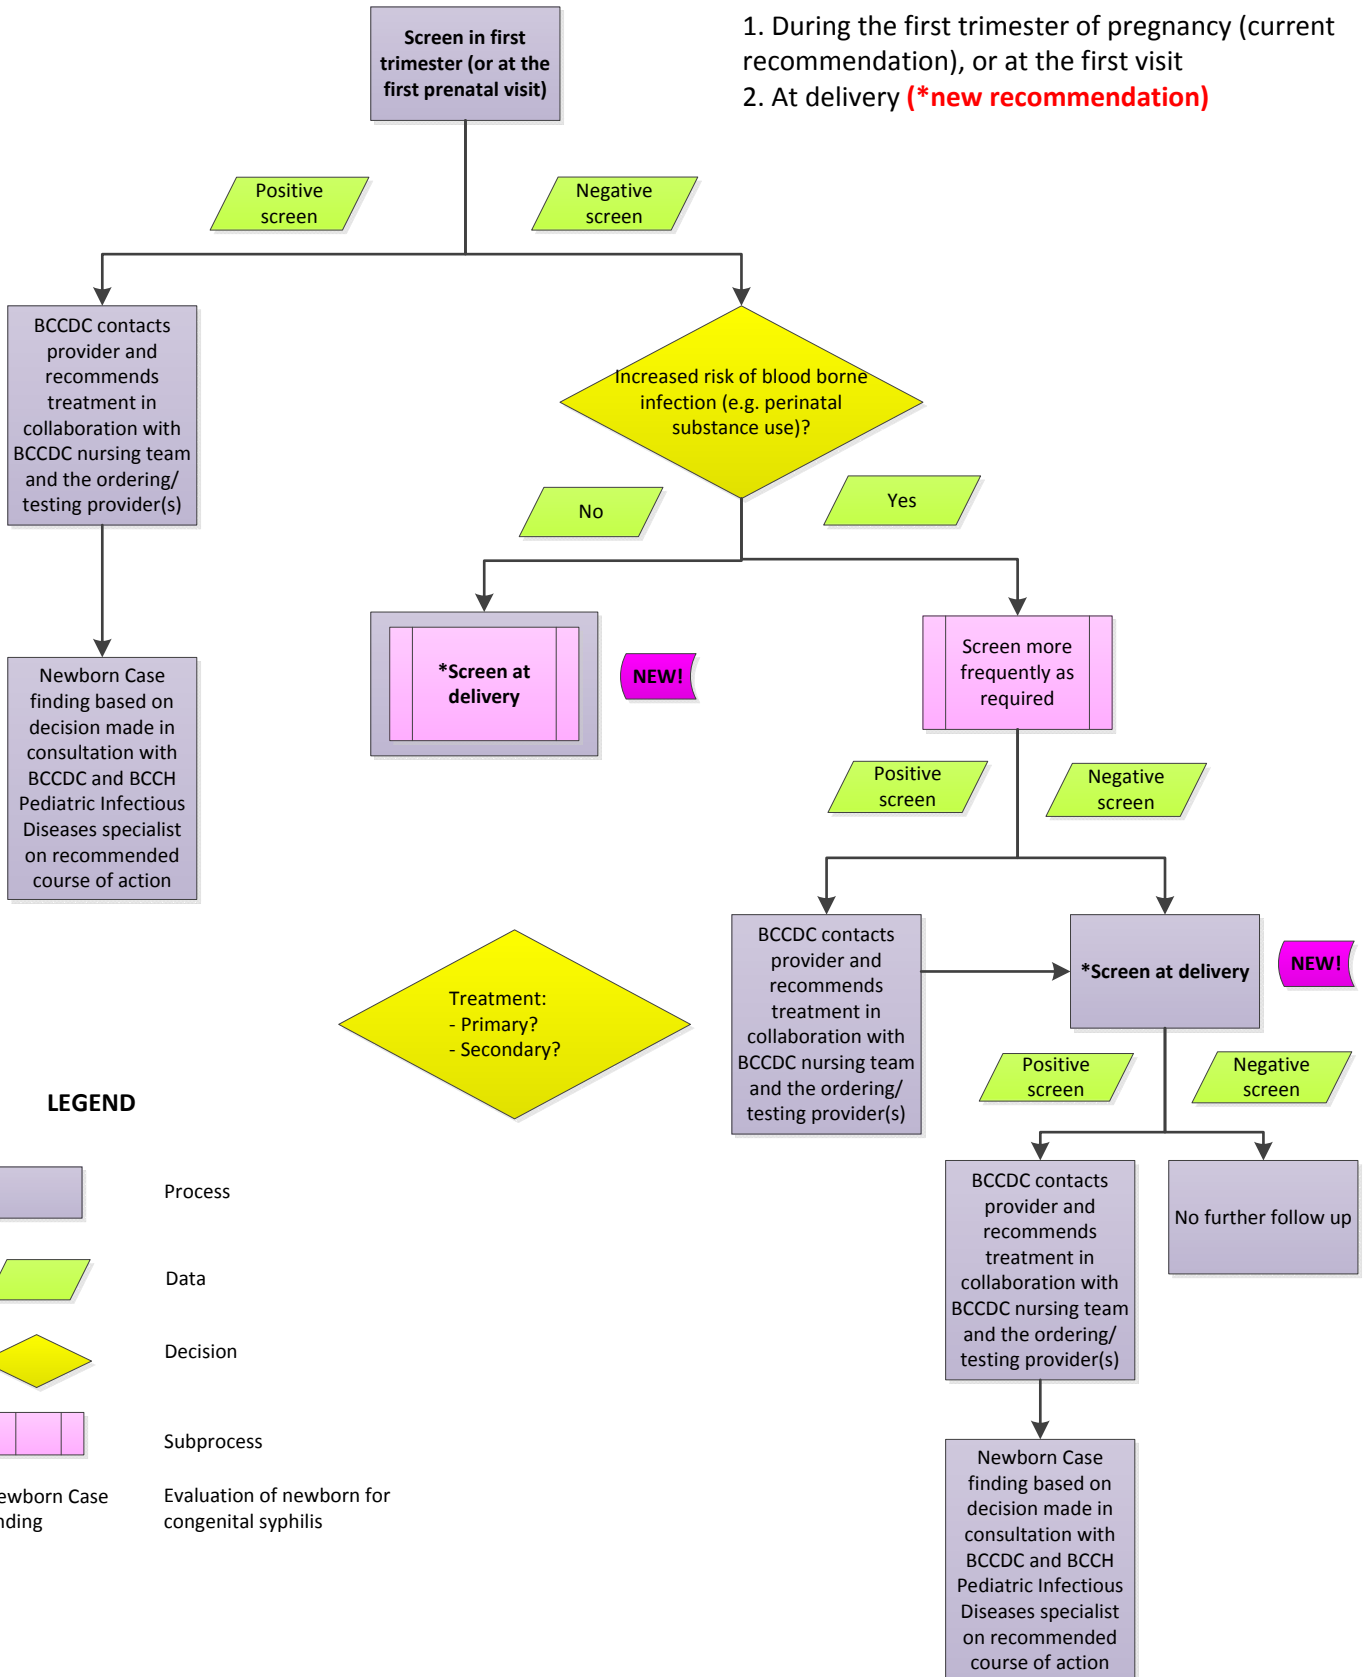 1. During the first trimester of pregnancy (current
recommendation), or at the first visit
2. At delivery (*new recommendation)
Screen in first
trimester (or at the
first prenatal visit)
Positive
screen
Negative
screen
BCCDC contacts
provider and
recommends
treatment in
collaboration with
BCCDC nursing team
and the ordering/
testing provider(s)
Increased risk of blood borne
infection (e.g. perinatal
substance use)?
No
Yes
Newborn Case
finding based on
decision made in
consultation with
BCCDC and BCCH
Pediatric Infectious
Diseases specialist
on recommended
course of action
*Screen at
delivery
NEW!
Screen more
frequently as
required
Positive
screen
Negative
screen
Treatment:
- Primary?
- Secondary?
BCCDC contacts
provider and
recommends
treatment in
collaboration with
BCCDC nursing team
and the ordering/
testing provider(s)
*Screen at delivery
NEW!
Positive
screen
Negative
screen
BCCDC contacts
provider and
recommends
treatment in
collaboration with
BCCDC nursing team
and the ordering/
testing provider(s)
No further follow up
Newborn Case
finding based on
decision made in
consultation with
BCCDC and BCCH
Pediatric Infectious
Diseases specialist
on recommended
course of action
LEGEND
Process
Data
Decision
Subprocess
ewborn Case
nding
Evaluation of newborn for
congenital syphilis